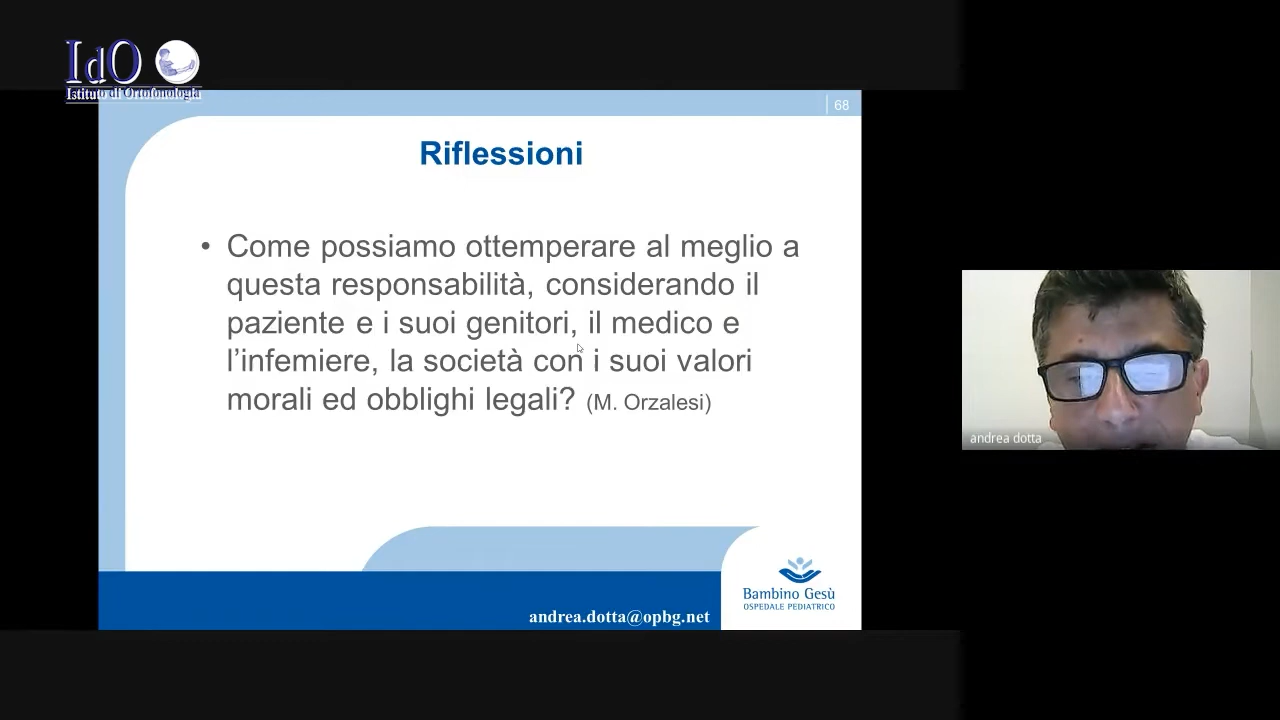 IdO
Istituto di Ortofonologia
68
Riflessioni
• Come possiamo ottemperare al meglio a
questa responsabilità, considerando il
paziente e i suoi genitori, il medico e
l’infemiere, la società con i suoi valori
morali ed obblighi legali? (M. Orzalesi)
andrea dotta
Bambino Gesù
OSPEDALE PEDIATRICO
andrea.dotta@opbg.net